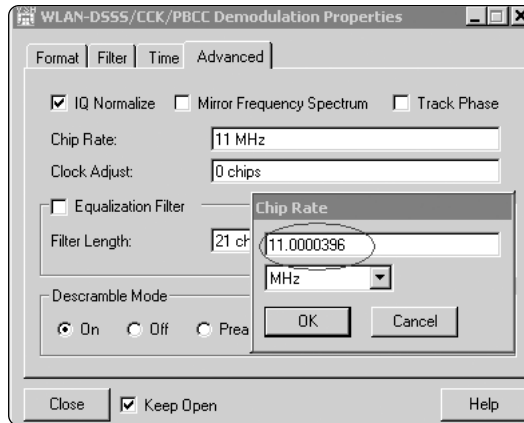 WLAN-DSSS/CCK/PBCC Demodulation Properties
Format Filter Time Advanced
IQ Normalize Mirror Frequency Spectrum Track Phase
Chip Rate: 11 MHz
Clock Adjust: 0 chips
Equalization Filter
Filter Length: 21 ch
Chip Rate
11.0000396
MHz
OK Cancel
Descramble Mode
On Off Prea
Close Keep Open Help